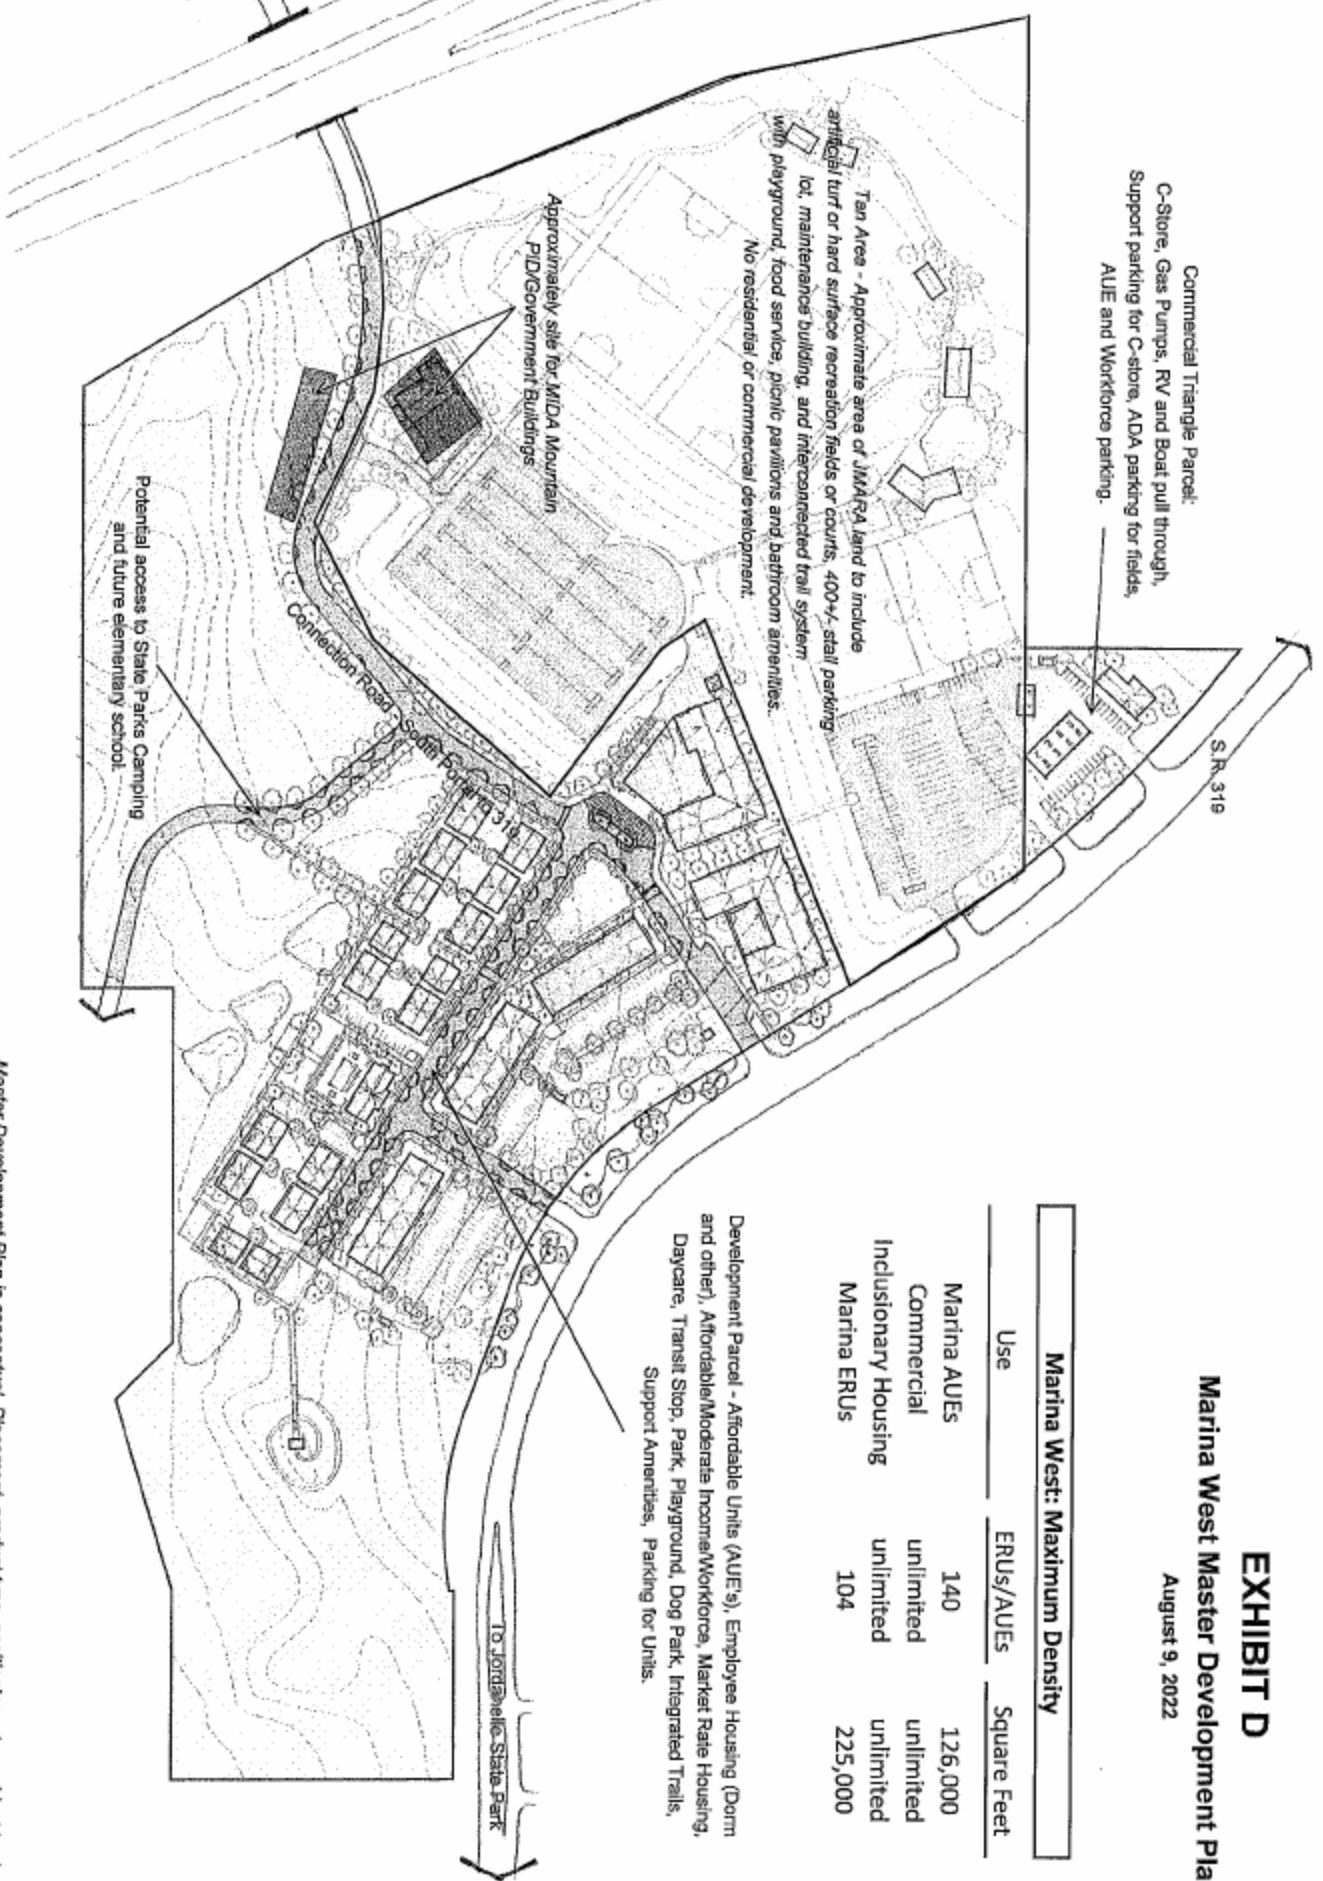 EXHIBIT D
Marina West Master Development Pla
August 9, 2022
Marina West: Maximum Density
Use ERUs/AUEs Square Feet
Marina AUEs 140 126,000
Commercial unlimited unlimited
Inclusionary Housing unlimited unlimited
Marina ERUs 104 225,000
Commercial Triangle Parcel:
C-Store, Gas Pumps, RV and Boat pull through,
Support parking for C-store, ADA parking for fields,
AUE and Workforce parking.
S.R. 319
Tan Area - Approximate area of JMARA land to include
artificial turf or hard surface recreation fields or courts, 400+/- stall parking
lot, maintenance building, and interconnected trail system
with playground, food service, picnic pavilions and bathroom amenities.
No residential or commercial development.
Approximately site for MIDA Mountain
PID/Government Buildings
Development Parcel - Affordable Units (AUE's), Employee Housing (Dorm
and other), Affordable/Moderate Income/Workforce, Market Rate Housing,
Daycare, Transit Stop, Park, Playground, Dog Park, Integrated Trails,
Support Amenities, Parking for Units.
To Jordanelle State Park
Connection Road
319
Potential access to State Parks Camping
and future elementary school.
Master Development Plan is